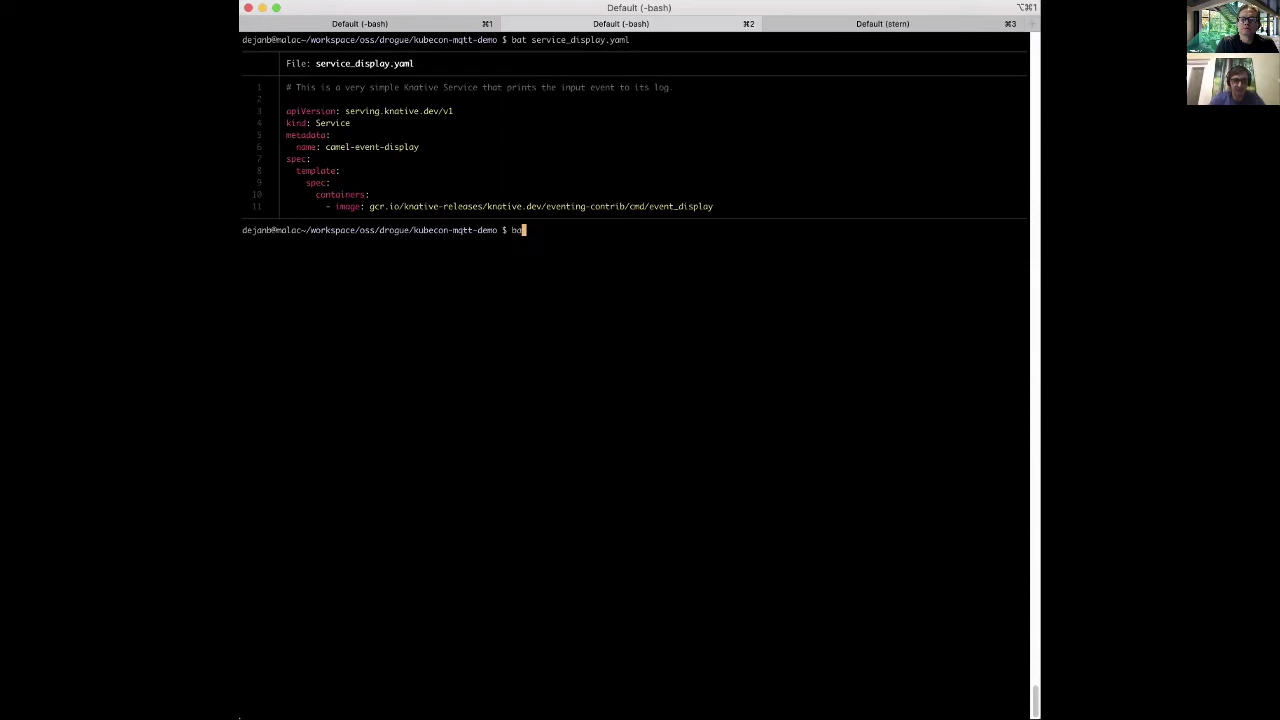 Default (-bash)
⌥⌘1
Default (-bash) ⌘1 Default (-bash) ⌘2 Default (stern) ⌘3 +
dejanb@malac~/workspace/oss/drogue/kubecon-mqtt-demo $ bat service_display.yaml
File: service_display.yaml
1 # This is a very simple Knative Service that prints the input event to its log.
2
3 apiVersion: serving.knative.dev/v1
4 kind: Service
5 metadata:
6 name: camel-event-display
7 spec:
8 template:
9 spec:
10 containers:
11 - image: gcr.io/knative-releases/knative.dev/eventing-contrib/cmd/event_display
dejanb@malac~/workspace/oss/drogue/kubecon-mqtt-demo $ ba